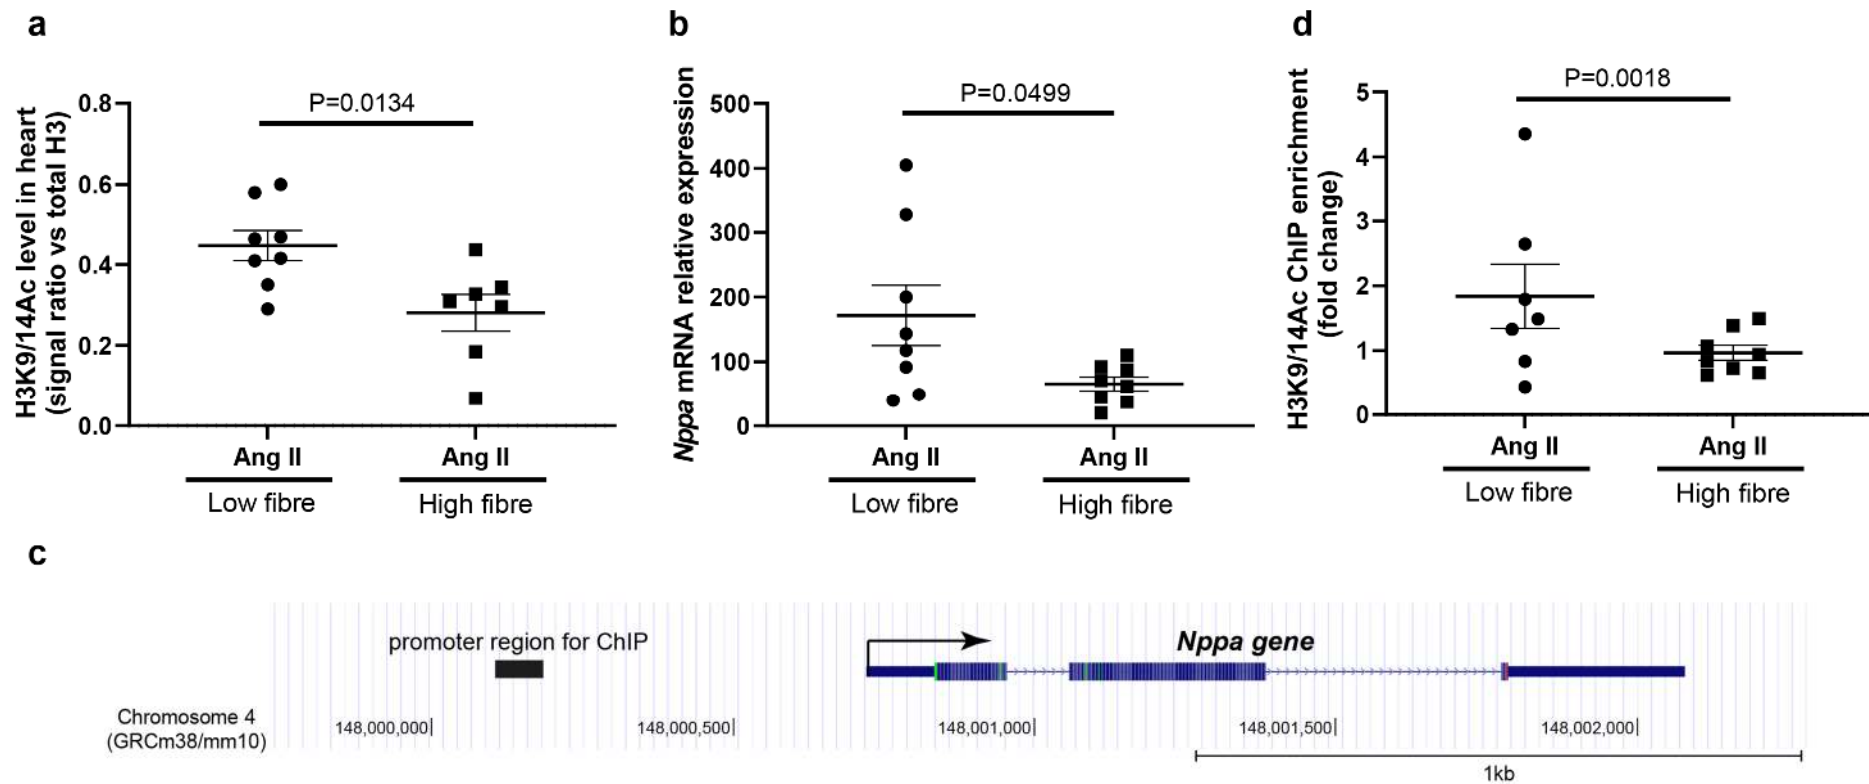 a
P=0.0134
H3K9/14Ac level in heart
(signal ratio vs total H3)
0.8
0.6
0.4
0.2
0.0
Ang II
Ang II
Low fibre
High fibre
b
P=0.0499
Nppa mRNA relative expression
500
400
300
200
100
0
Ang II
Ang II
Low fibre
High fibre
d
P=0.0018
H3K9/14Ac ChIP enrichment
(fold change)
5
4
3
2
1
0
Ang II
Ang II
Low fibre
High fibre
c
promoter region for ChIP
Nppa gene
Chromosome 4
(GRCm38/mm10)
148,000,000| 148,000,500| 148,001,000| 148,001,500| 148,002,000|
1kb